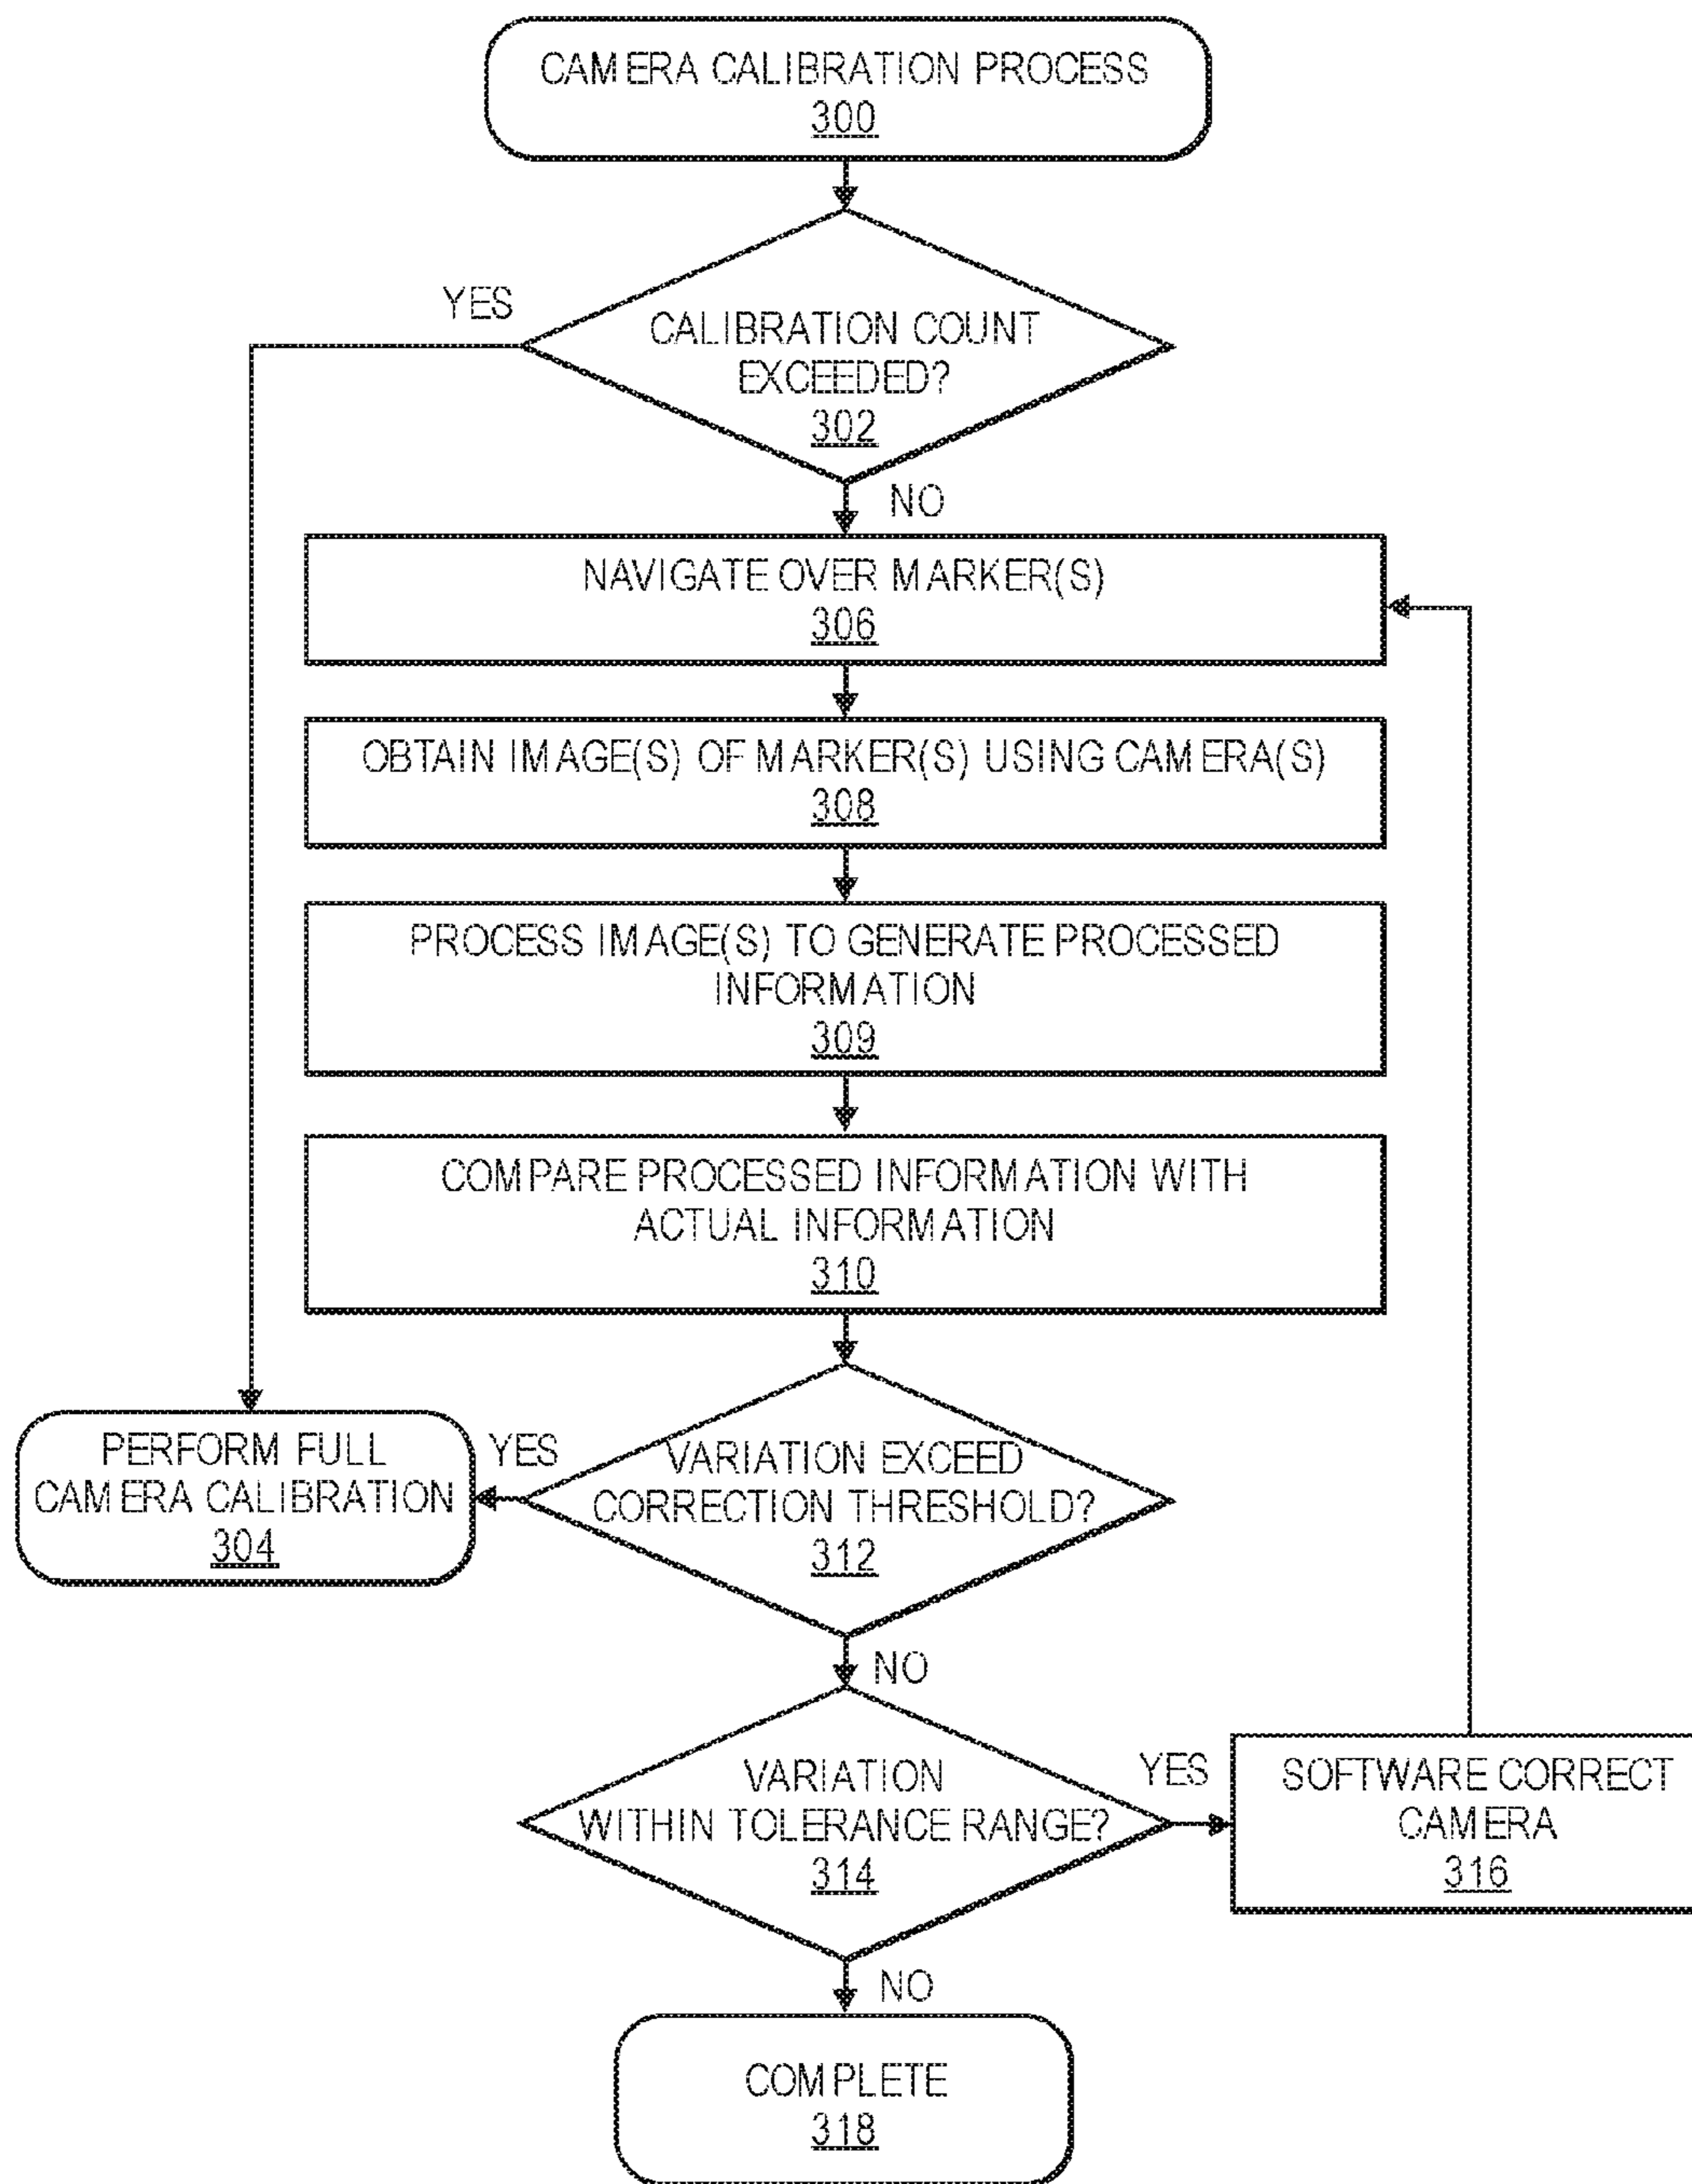 CAMERA CALIBRATION PROCESS
300
YES
CALIBRATION COUNT
EXCEEDED?
302
NO
NAVIGATE OVER MARKER(S)
306
OBTAIN IMAGE(S) OF MARKER(S) USING CAMERA(S)
308
PROCESS IMAGE(S) TO GENERATE PROCESSED
INFORMATION
309
COMPARE PROCESSED INFORMATION WITH
ACTUAL INFORMATION
310
PERFORM FULL
CAMERA CALIBRATION
304
YES
VARIATION EXCEED
CORRECTION THRESHOLD?
312
NO
VARIATION
WITHIN TOLERANCE RANGE?
314
YES
SOFTWARE CORRECT
CAMERA
316
NO
COMPLETE
318